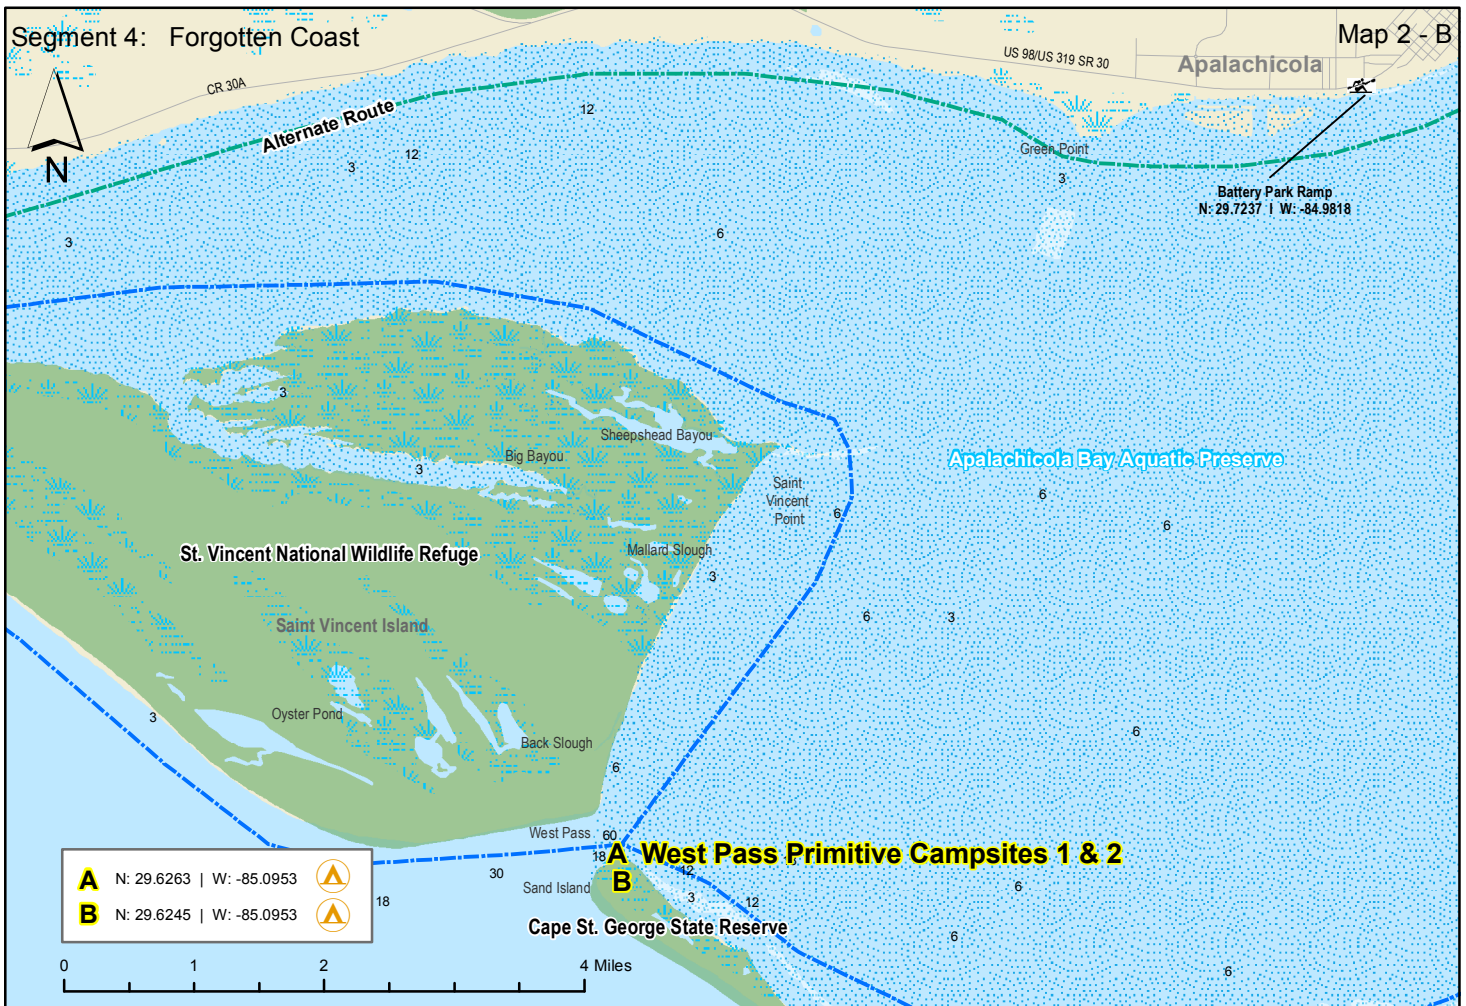 Segment 4: Forgotten Coast
Map 2 - B
US 98/US 319 SR 30
Apalachicola
CR 30A
Alternate Route
12
12
3
N
Green Point
3
Battery Park Ramp
N: 29.7237 | W: -84.9818
3
6
3
Sheepshead Bayou
Big Bayou
3
Apalachicola Bay Aquatic Preserve
Saint
Vincent
Point
6
6
6
St. Vincent National Wildlife Refuge
Mallard Slough
3
6
3
Saint Vincent Island
3
Oyster Pond
Back Slough
6
6
West Pass
60
18
A West Pass Primitive Campsites 1 & 2
B
12
30
Sand Island
3
12
6
18
Cape St. George State Reserve
6
6
A N: 29.6263 | W: -85.0953
B N: 29.6245 | W: -85.0953
0 1 2 4 Miles